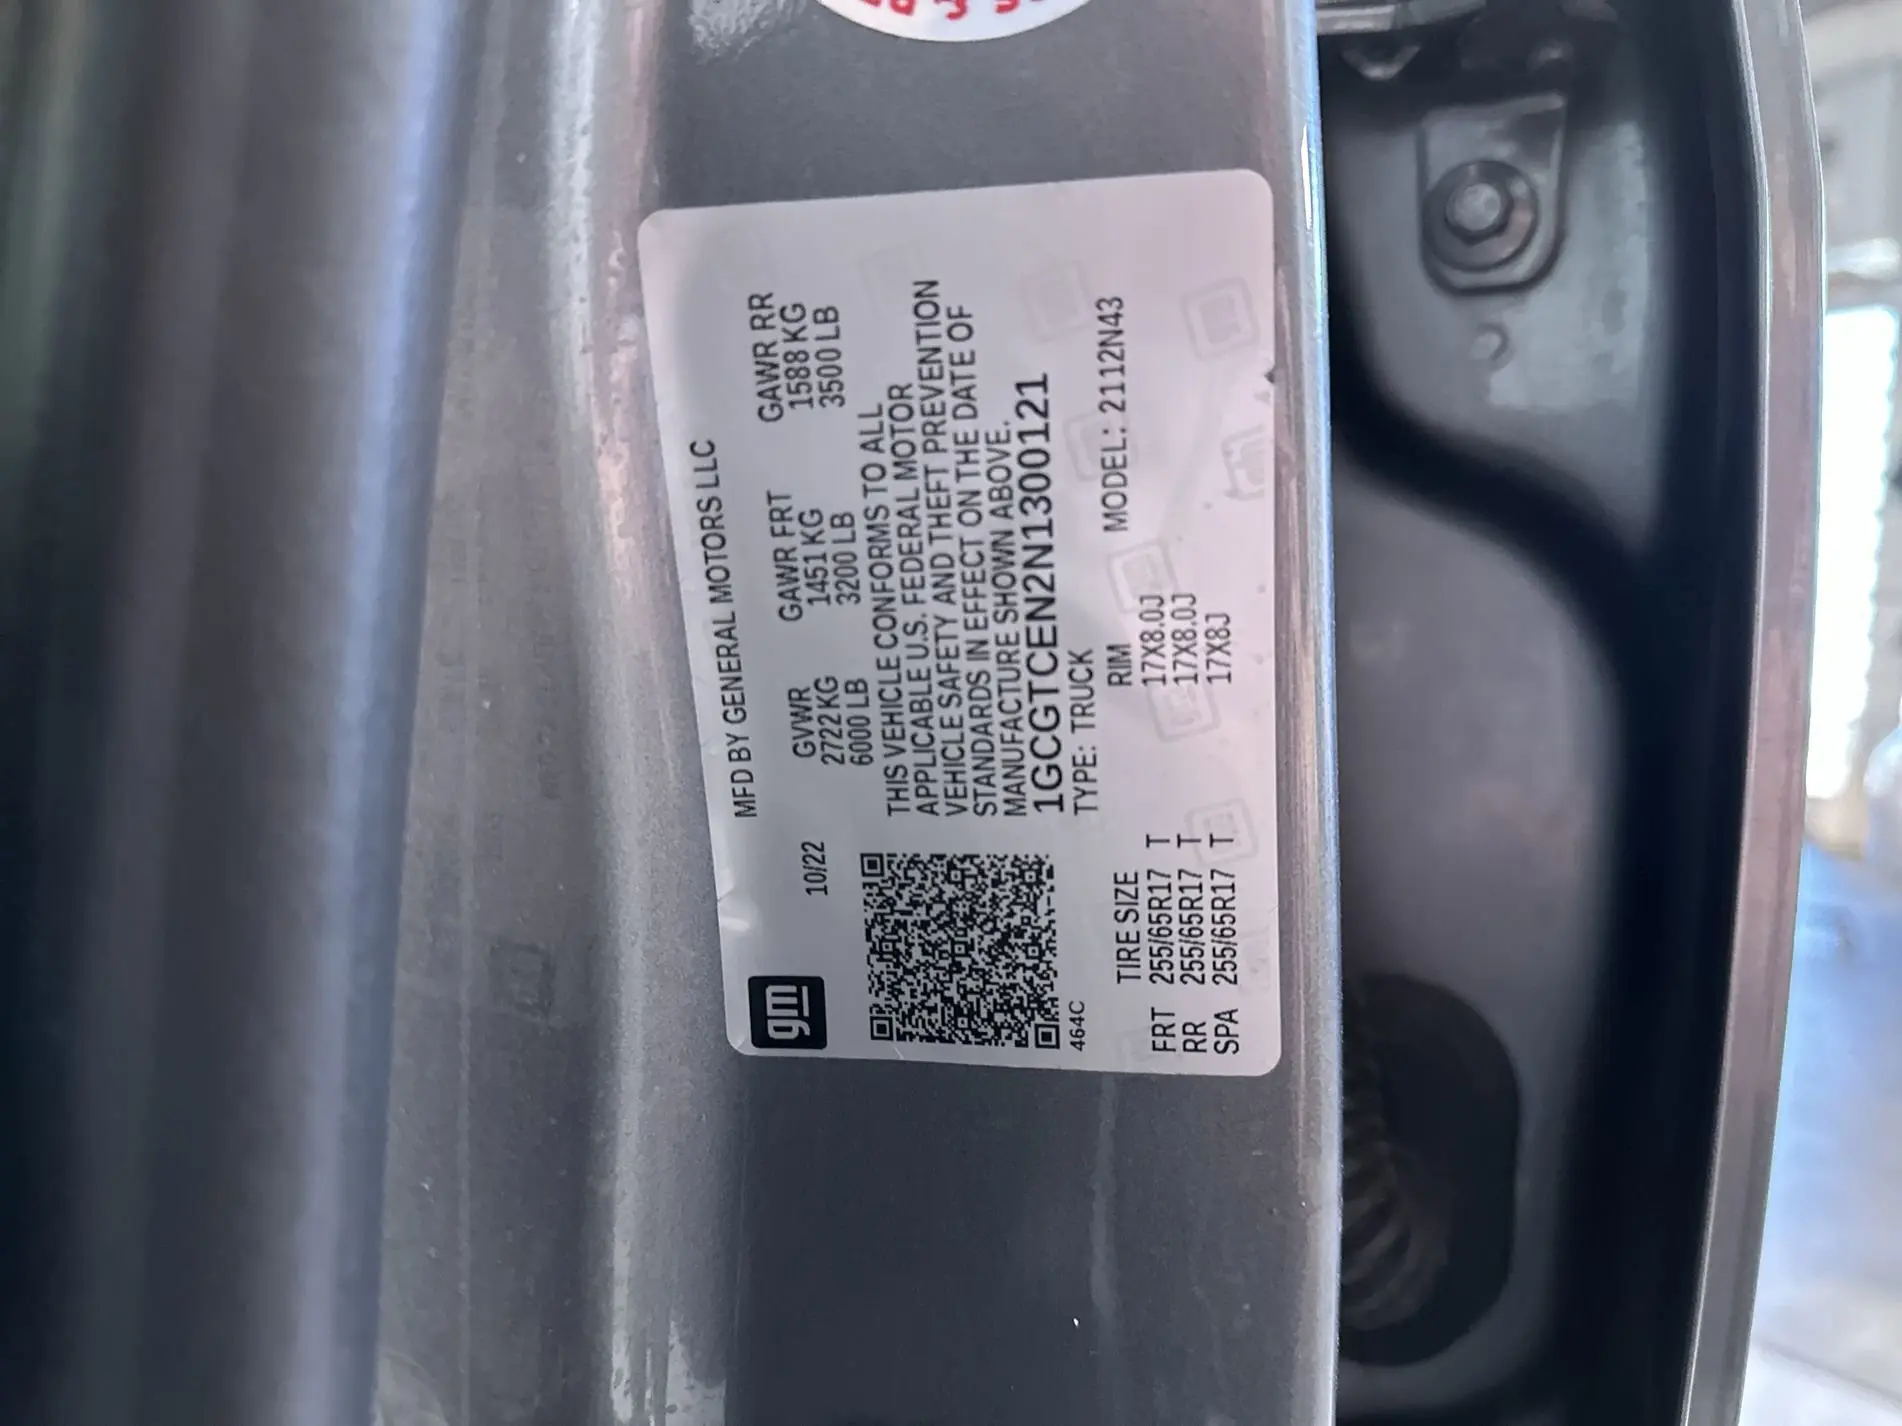 MFD BY GENERAL MOTORS LLC
10/22
GVWR GAWR FRT GAWR RR
2722 KG 1451 KG 1588 KG
6000 LB 3200 LB 3500 LB
THIS VEHICLE CONFORMS TO ALL
APPLICABLE U.S. FEDERAL MOTOR
VEHICLE SAFETY AND THEFT PREVENTION
STANDARDS IN EFFECT ON THE DATE OF
MANUFACTURE SHOWN ABOVE.
1GCGTCEN2N1300121
TYPE: TRUCK MODEL: 2112N43
gm
464C
TIRE SIZE RIM
FRT 255/65R17 T 17X8.0J
RR 255/65R17 T 17X8.0J
SPA 255/65R17 T 17X8J